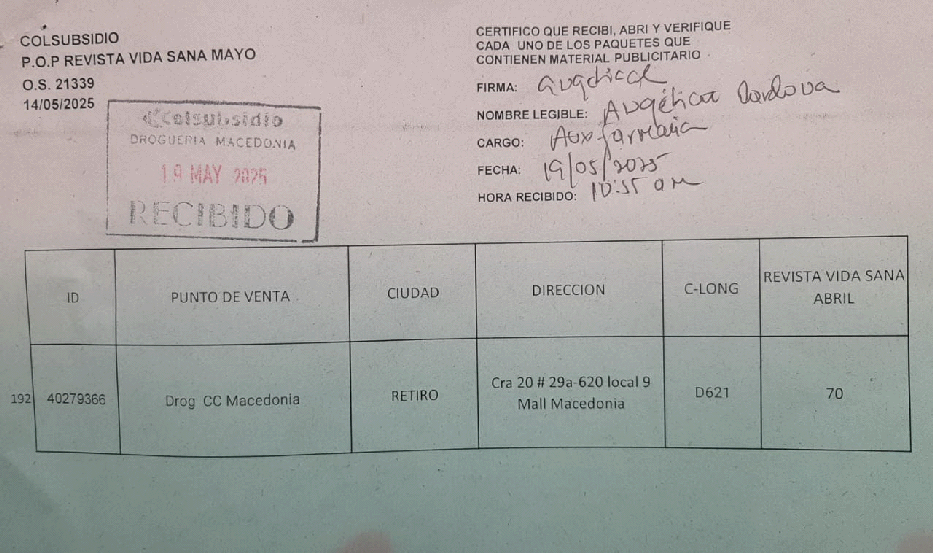 COLSUBSIDIO
P.O.P REVISTA VIDA SANA MAYO
O.S. 21339
14/05/2025
Colsubsidio
DROGUERIA MACEDONIA
19 MAY 2025
RECIBIDO
CERTIFICO QUE RECIBI, ABRI Y VERIFIQUE
CADA UNO DE LOS PAQUETES QUE
CONTIENEN MATERIAL PUBLICITARIO
FIRMA:
NOMBRE LEGIBLE: Angélica
CARGO: Aux farmacia
FECHA: 19/05/2025
HORA RECIBIDO: 10:55 am
ID PUNTO DE VENTA CIUDAD DIRECCION C-LONG REVISTA VIDA SANA
ABRIL
192 40279366 Drog CC Macedonia RETIRO Cra 20 # 29a-620 local 9 D621 70
Mall Macedonia